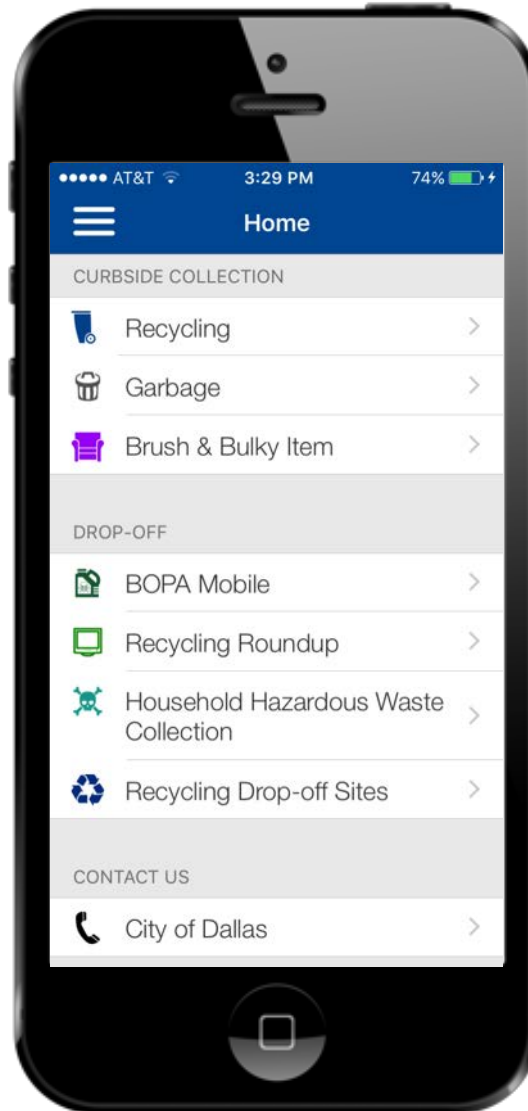 AT&T 3:29 PM 74%
Home
CURBSIDE COLLECTION
Recycling
Garbage
Brush & Bulky Item
DROP-OFF
BOPA Mobile
Recycling Roundup
Household Hazardous Waste
Collection
Recycling Drop-off Sites
CONTACT US
City of Dallas